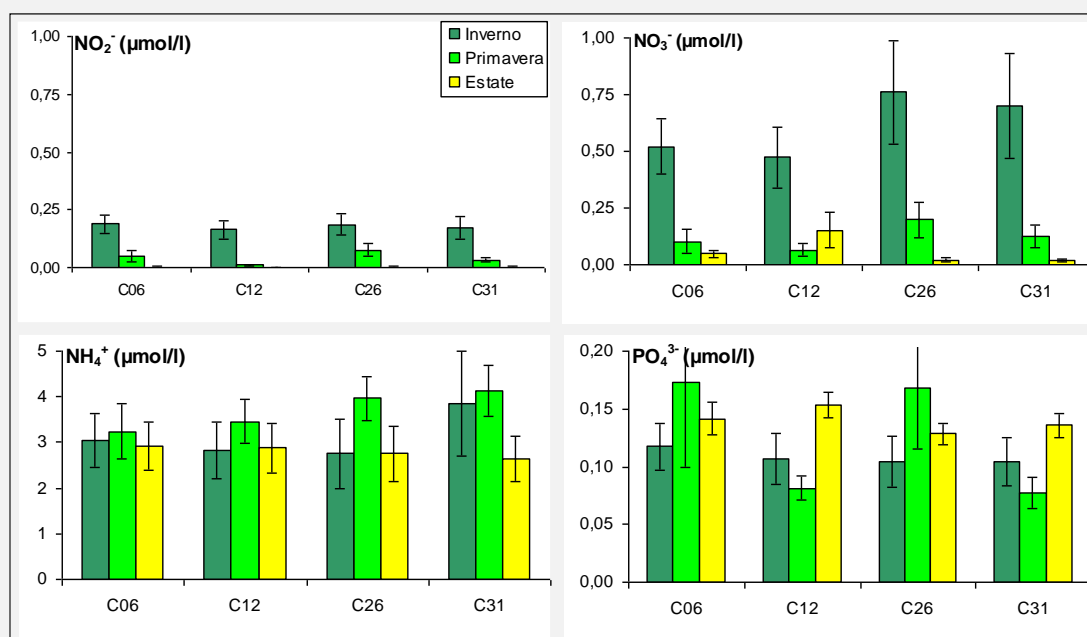 NO₂⁻ (µmol/l)
1,00
0,75
0,50
0,25
0,00
C06 C12 C26 C31
Inverno
Primavera
Estate
NO₃⁻ (µmol/l)
1,00
0,75
0,50
0,25
0,00
C06 C12 C26 C31
NH₄⁺ (µmol/l)
5
4
3
2
1
0
C06 C12 C26 C31
PO₄³⁻ (µmol/l)
0,20
0,15
0,10
0,05
0,00
C06 C12 C26 C31